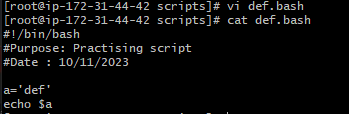 [root@ip-172-31-44-42 scripts]# vi def.bash
[root@ip-172-31-44-42 scripts]# cat def.bash
#!/bin/bash
#Purpose: Practising script
#Date : 10/11/2023

a='def'
echo $a